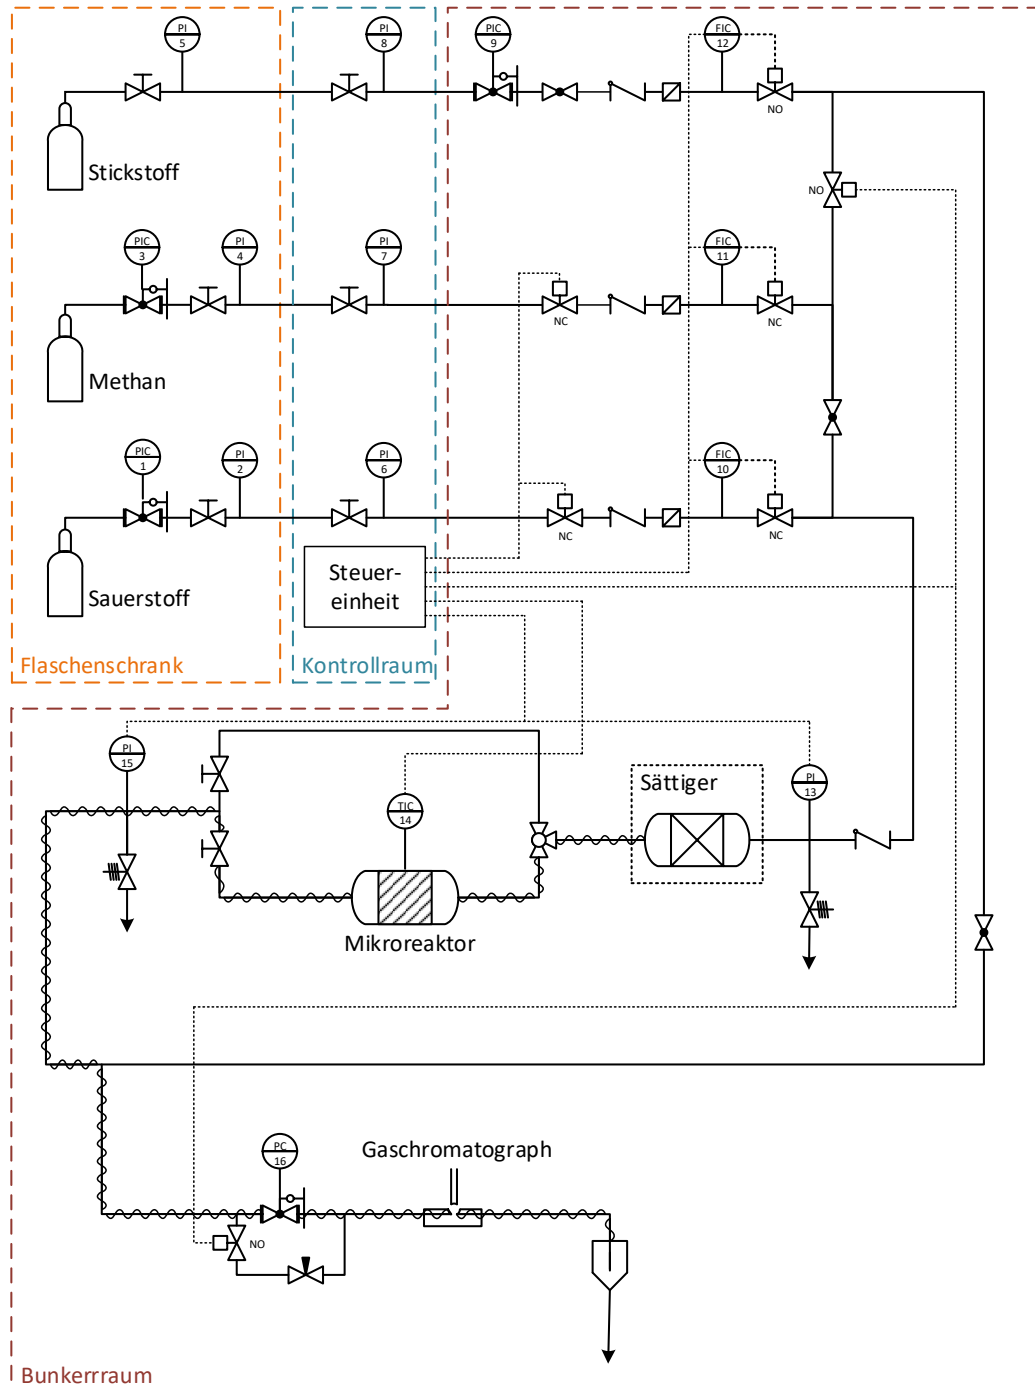 PI
5
PI
8
PIC
9
FIC
12
NO
Stickstoff
NO
PIC
3
PI
4
PI
7
FIC
11
NC
NC
Methan
PIC
1
PI
2
PI
6
FIC
10
NC
NC
Sauerstoff
Steuer-
einheit
Flaschenschrank
Kontrollraum
PI
15
TIC
14
Sättiger
PI
13
Mikroreaktor
PC
16
Gaschromatograph
NO
Bunkerrraum